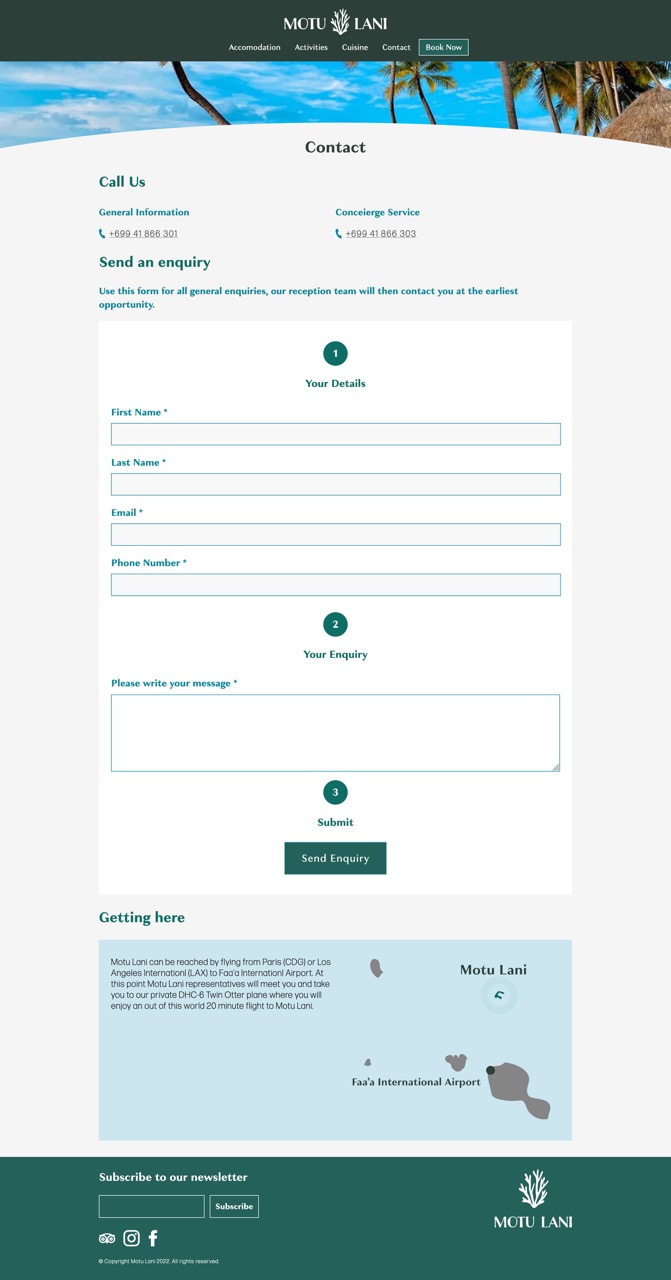 MOTU LANI
Accomodation Activities Cuisine Contact Book Now
Contact
Call Us
General Information
+699 41 866 301
Conceierge Service
+699 41 866 303
Send an enquiry
Use this form for all general enquiries, our reception team will then contact you at the earliest
opportunity.
1
Your Details
First Name *
Last Name *
Email *
Phone Number *
2
Your Enquiry
Please write your message *
3
Submit
Send Enquiry
Getting here
Motu Lani can be reached by flying from Paris (CDG) or Los
Angeles Internationl (LAX) to Faa'a Internationl Airport. At
this point Motu Lani representatives will meet you and take
you to our private DHC-6 Twin Otter plane where you will
enjoy an out of this world 20 minute flight to Motu Lani.
Motu Lani
Faa'a International Airport
Subscribe to our newsletter
Subscribe
© Copyright Motu Lani 2022. All rights reserved.
MOTU LANI